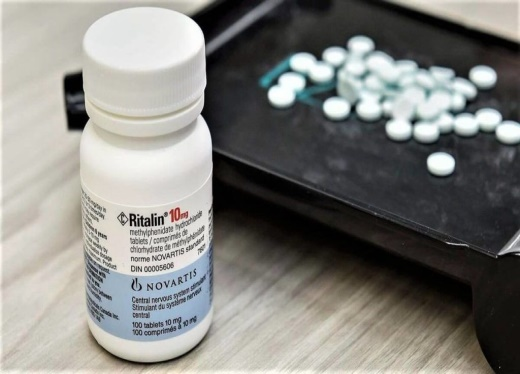 Ritalin® 10mg
methylphenidate hydrochloride
tablets / comprimés de
chlorhydrate de méthylphénidate
norme NOVARTIS standard
DIN 00005606
NOVARTIS
Central nervous system stimulant
Stimulant du système nerveux
central
100 tablets 10 mg
100 comprimés à 10 mg